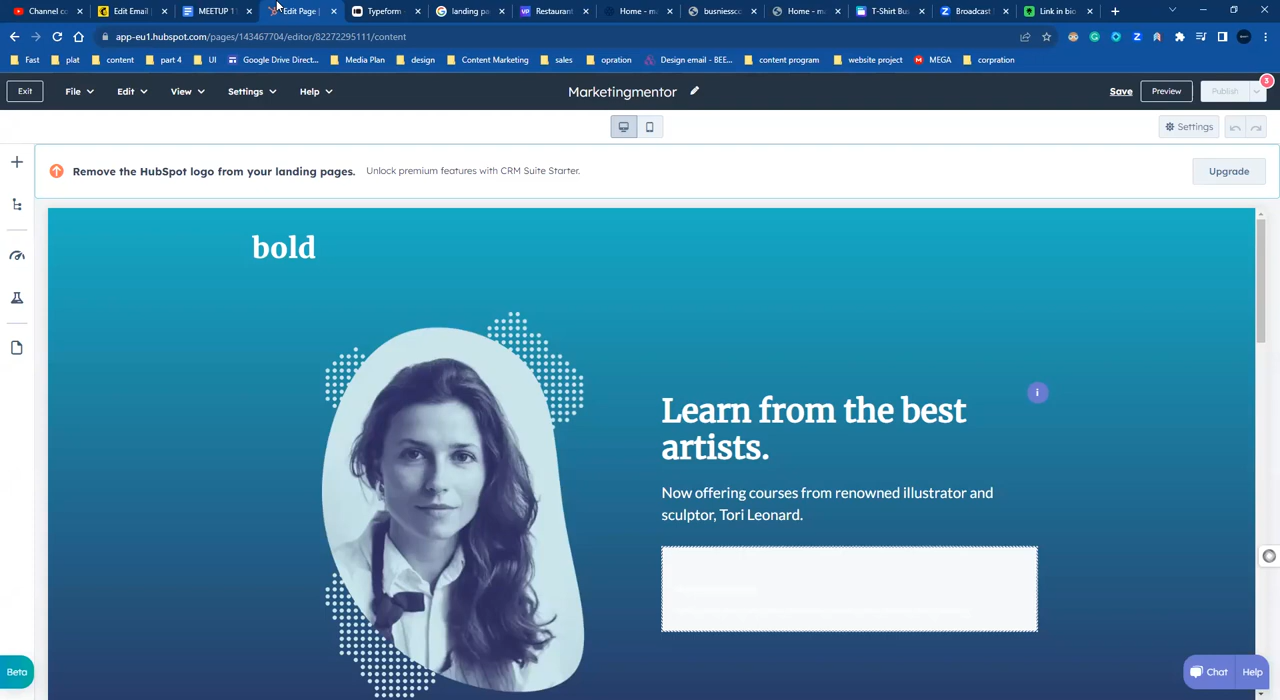 Channel co
Edit Email
MEETUP 1
Edit Page
Typeform
landing pa
Restaurant
Home - m
busniessco
Home - m
T-Shirt Bu
Broadcast
Link in bio
app-eu1.hubspot.com/pages/143467704/editor/82272295111/content
Fast
plat
content
part 4
UI
Google Drive Direct...
Media Plan
design
Content Marketing
sales
opration
Design email - BEE...
content program
website project
MEGA
corpration
Exit
File
Edit
View
Settings
Help
Marketingmentor
Save
Preview
Publish
3
Settings
Remove the HubSpot logo from your landing pages.
Unlock premium features with CRM Suite Starter.
Upgrade
bold
Learn from the best
artists.
Now offering courses from renowned illustrator and
sculptor, Tori Leonard.
i
Beta
Chat
Help